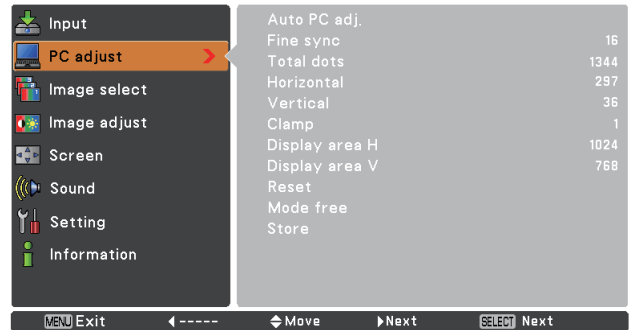 Input
PC adjust
Image select
Image adjust
Screen
Sound
Setting
Information
Auto PC adj.
Fine sync 16
Total dots 1344
Horizontal 297
Vertical 36
Clamp 1
Display area H 1024
Display area V 768
Reset
Mode free
Store
MENU Exit ----- Move Next SELECT Next